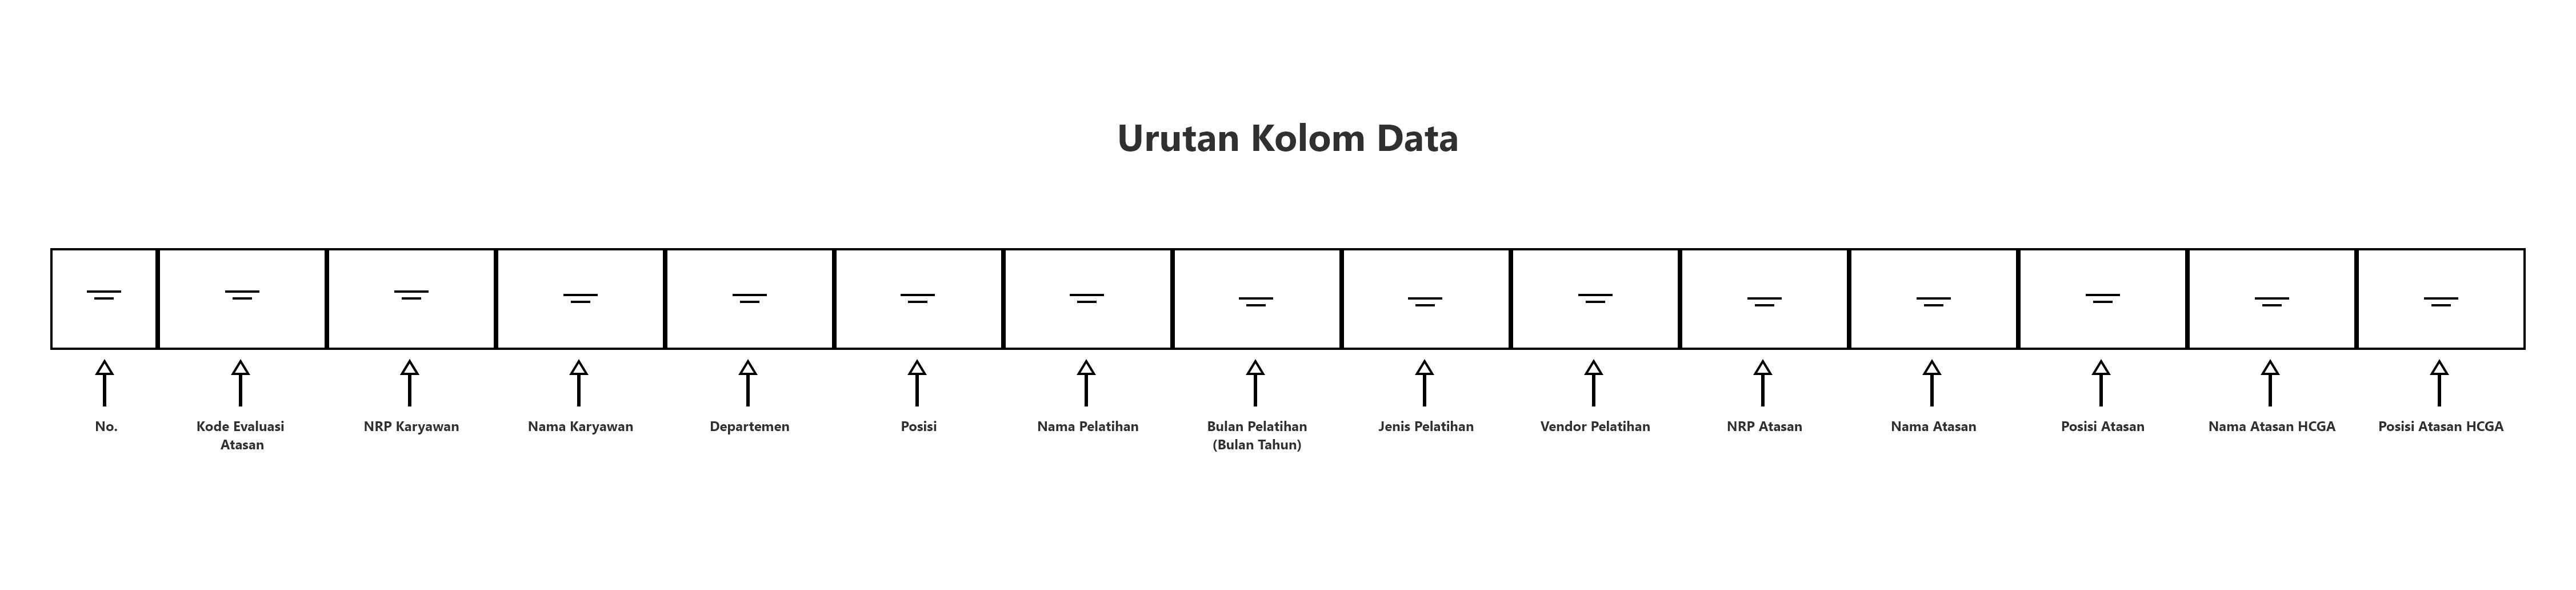 Urutan Kolom Data
No.
Kode Evaluasi
Atasan
NRP Karyawan
Nama Karyawan
Departemen
Posisi
Nama Pelatihan
Bulan Pelatihan
(Bulan Tahun)
Jenis Pelatihan
Vendor Pelatihan
NRP Atasan
Nama Atasan
Posisi Atasan
Nama Atasan HCGA
Posisi Atasan HCGA